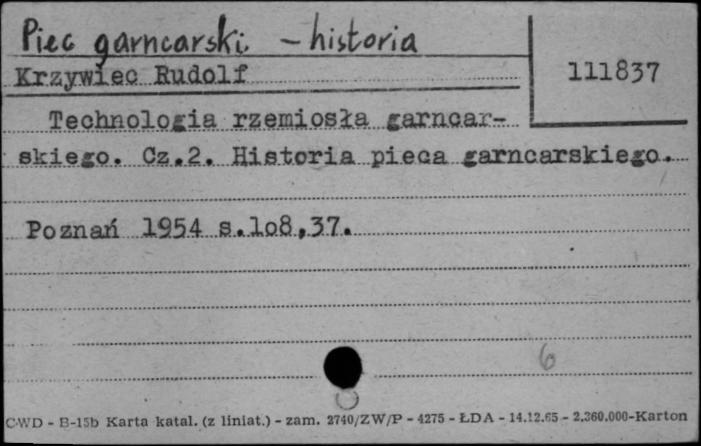 Piec garncarski - historia
Krzywiec Rudolf
111837
Technologia rzemiosła garncar-
skiego. Cz.2. Historia pieca garncarskiego.
Poznań 1954 s.lo8,37.
6
CWD - B-15b Karta katal. (z liniat.) - zam. 2740/ZW/P - 4275 - ŁDA - 14.12.65 - 2.360.000-Karton